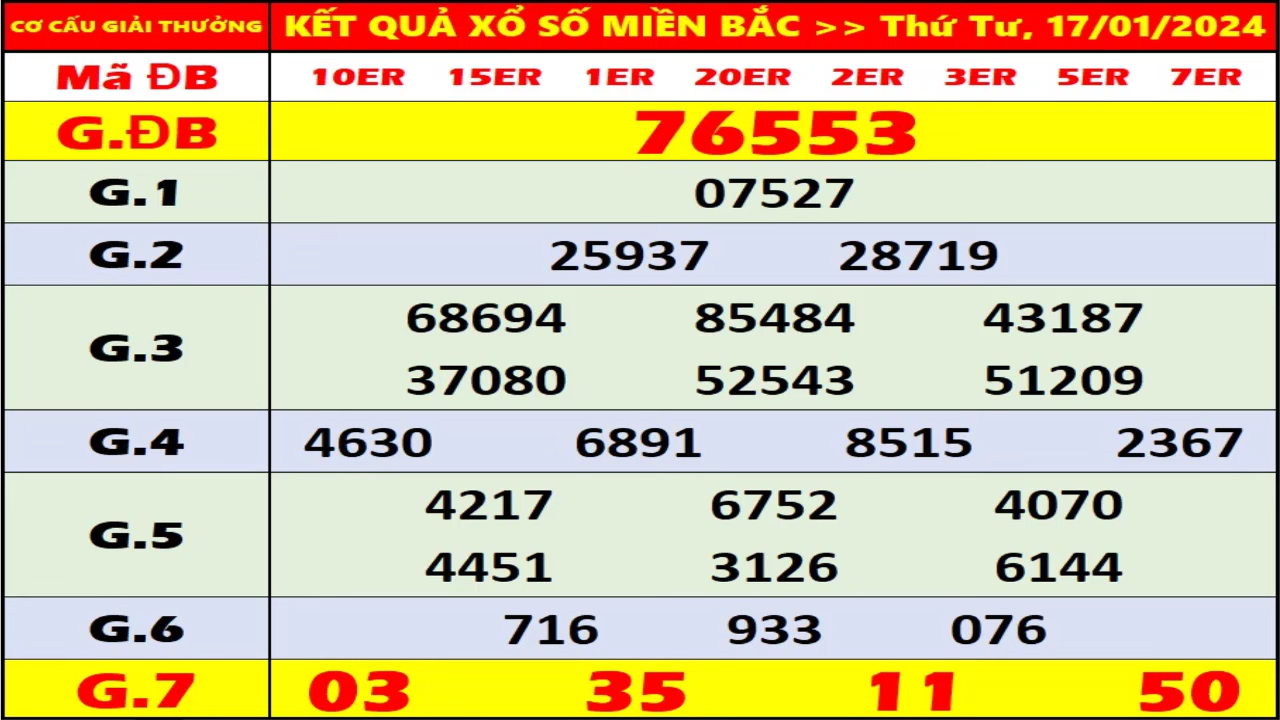 CƠ CẤU GIẢI THƯỞNG KẾT QUẢ XỔ SỐ MIỀN BẮC >> Thứ Tư, 17/01/2024
Mã ĐB 10ER 15ER 1ER 20ER 2ER 3ER 5ER 7ER
G.ĐB 76553
G.1 07527
G.2 25937 28719
G.3
68694 85484 43187
37080 52543 51209
G.4 4630 6891 8515 2367
G.5
4217 6752 4070
4451 3126 6144
G.6 716 933 076
G.7 03 35 11 50